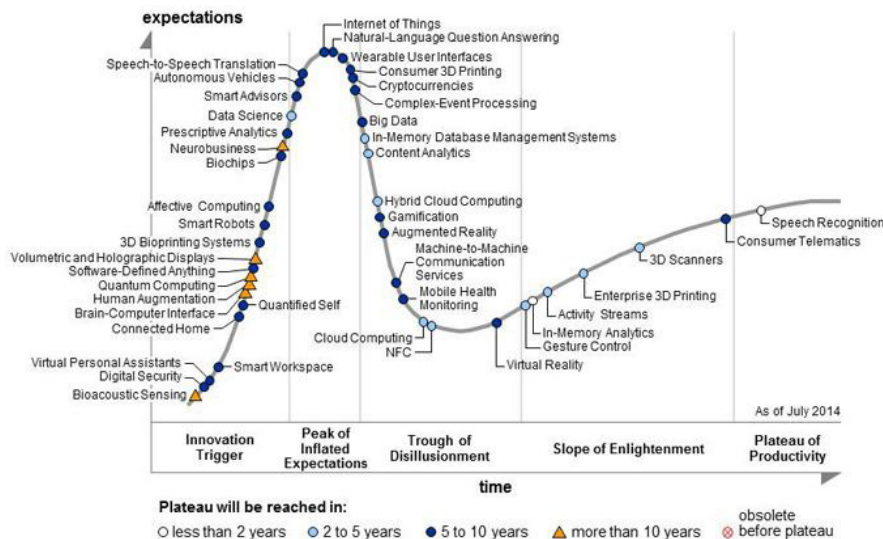 expectations
Internet of Things
Natural-Language Question Answering
Wearable User Interfaces
Speech-to-Speech Translation
Consumer 3D Printing
Autonomous Vehicles
Cryptocurrencies
Smart Advisors
Complex-Event Processing
Data Science
Big Data
Prescriptive Analytics
In-Memory Database Management Systems
Neurobusiness
Content Analytics
Biochips
Hybrid Cloud Computing
Affective Computing
Gamification
Speech Recognition
Smart Robots
Augmented Reality
Consumer Telematics
3D Bioprinting Systems
Machine-to-Machine
Communication
Services
Volumetric and Holographic Displays
3D Scanners
Software-Defined Anything
Quantum Computing
Mobile Health
Monitoring
Enterprise 3D Printing
Human Augmentation
Quantified Self
Brain-Computer Interface
Activity Streams
Connected Home
In-Memory Analytics
Cloud Computing
Gesture Control
NFC
Virtual Reality
Virtual Personal Assistants
Smart Workspace
Digital Security
Bioacoustic Sensing
As of July 2014
Innovation
Trigger
Peak of
Inflated
Expectations
Trough of
Disillusionment
Slope of Enlightenment
Plateau of
Productivity
time
Plateau will be reached in:
less than 2 years
2 to 5 years
5 to 10 years
more than 10 years
obsolete
before plateau